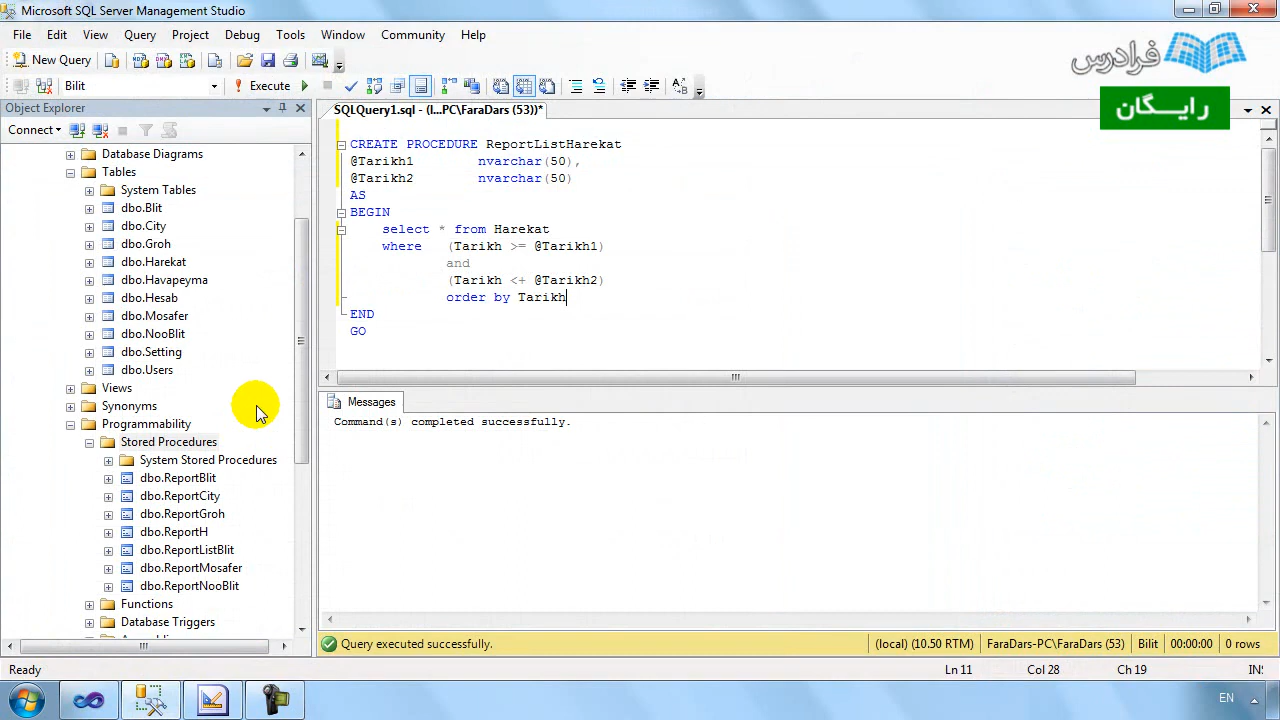 Microsoft SQL Server Management Studio
File Edit View Query Project Debug Tools Window Community Help
فرادرس
رایگان
New Query
Bilit
Execute
Object Explorer
Connect
Database Diagrams
Tables
System Tables
dbo.Blit
dbo.City
dbo.Groh
dbo.Harekat
dbo.Havapeyma
dbo.Hesab
dbo.Mosafer
dbo.NooBlit
dbo.Setting
dbo.Users
Views
Synonyms
Programmability
Stored Procedures
System Stored Procedures
dbo.ReportBlit
dbo.ReportCity
dbo.ReportGroh
dbo.ReportH
dbo.ReportListBlit
dbo.ReportMosafer
dbo.ReportNooBlit
Functions
Database Triggers
SQLQuery1.sql - (l...PC\FaraDars (53))*
CREATE PROCEDURE ReportListHarekat
@Tarikh1 nvarchar(50),
@Tarikh2 nvarchar(50)
AS
BEGIN
select * from Harekat
where (Tarikh >= @Tarikh1)
and
(Tarikh <+ @Tarikh2)
order by Tarikh
END
GO
Messages
Command(s) completed successfully.
Query executed successfully. (local) (10.50 RTM) FaraDars-PC\FaraDars (53) Bilit 00:00:00 0 rows
Ready Ln 11 Col 28 Ch 19 INS
EN